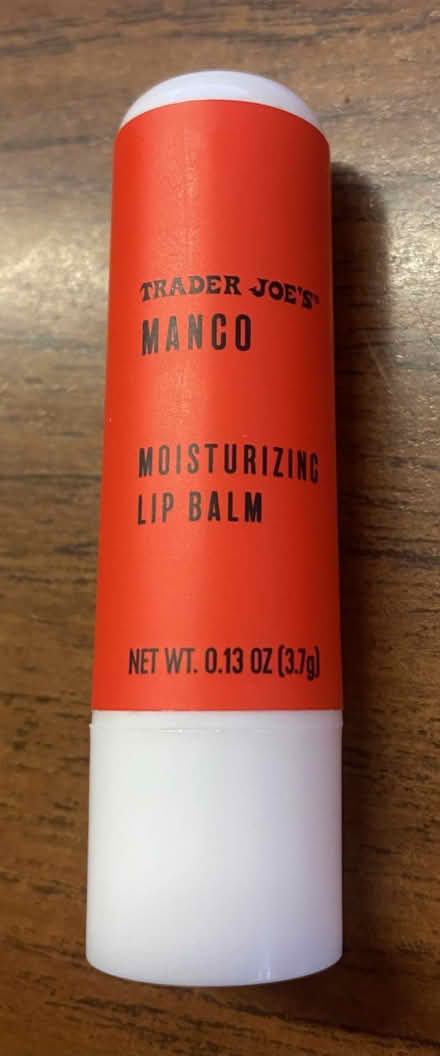 TRADER JOE'S
MANGO
MOISTURIZING
LIP BALM
NET WT. 0.13 OZ (3.7g)